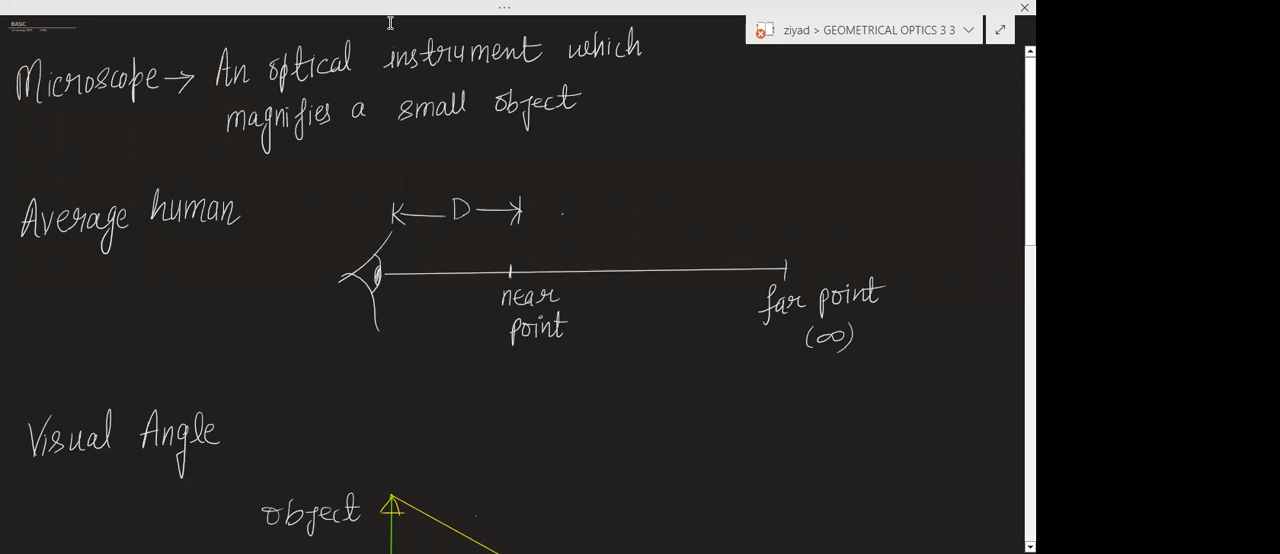 BASIC
ziyad > GEOMETRICAL OPTICS 3 3
Microscope → An optical instrument which
magnifies a small object
Average human
D
near
point
far point
(∞)
Visual Angle
object